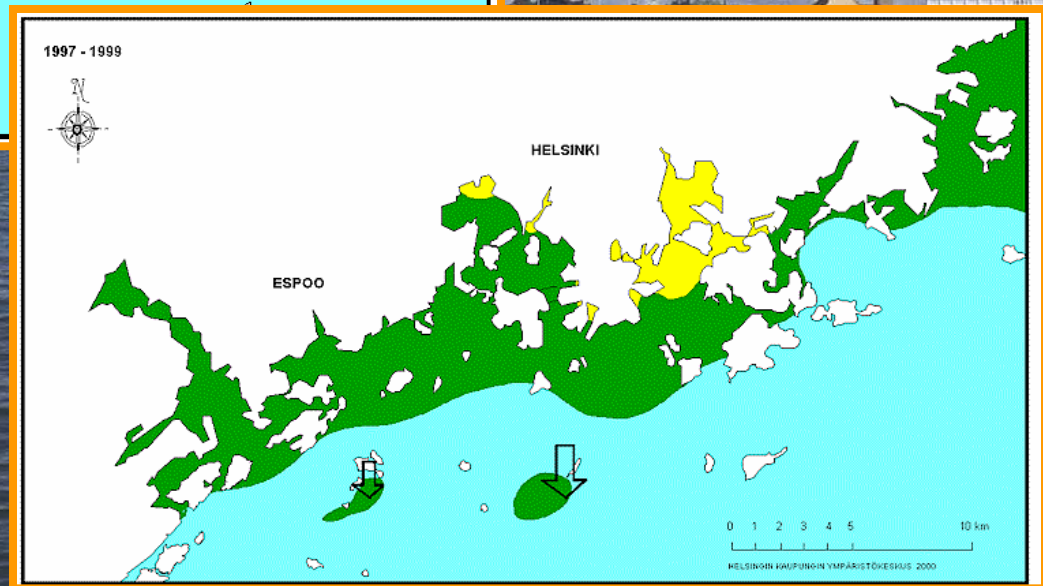 1997 - 1999
N
HELSINKI
ESPOO
0 1 2 3 4 5 10 km
HELSINGIN KAUPUNGIN YMPÄRISTÖKESKUS 2000